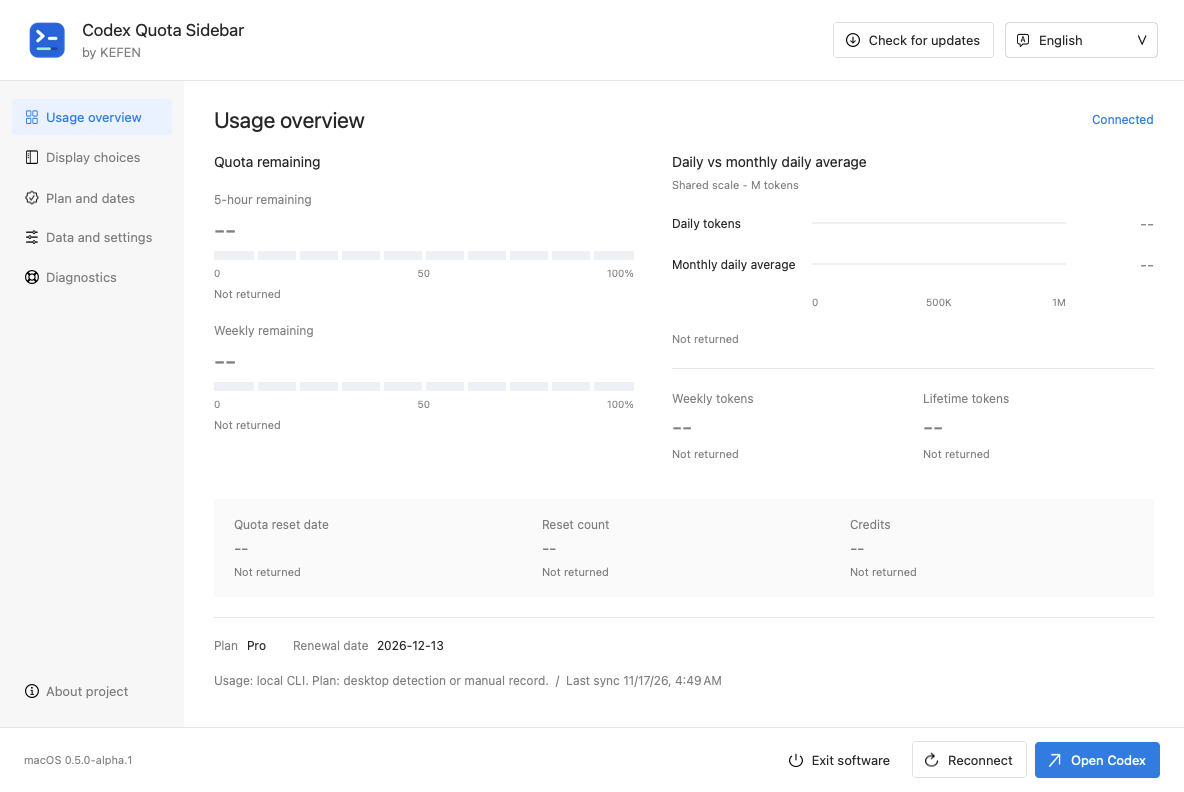 Codex Quota Sidebar
by KEFEN
Check for updates
English
Usage overview
Display choices
Plan and dates
Data and settings
Diagnostics
About project
Usage overview
Connected
Quota remaining
5-hour remaining
--
0 50 100%
Not returned
Weekly remaining
--
0 50 100%
Not returned
Daily vs monthly daily average
Shared scale - M tokens
Daily tokens --
Monthly daily average --
0 500K 1M
Not returned
Weekly tokens
--
Not returned
Lifetime tokens
--
Not returned
Quota reset date
--
Not returned
Reset count
--
Not returned
Credits
--
Not returned
Plan Pro Renewal date 2026-12-13
Usage: local CLI. Plan: desktop detection or manual record. / Last sync 11/17/26, 4:49 AM
macOS 0.5.0-alpha.1
Exit software
Reconnect
Open Codex